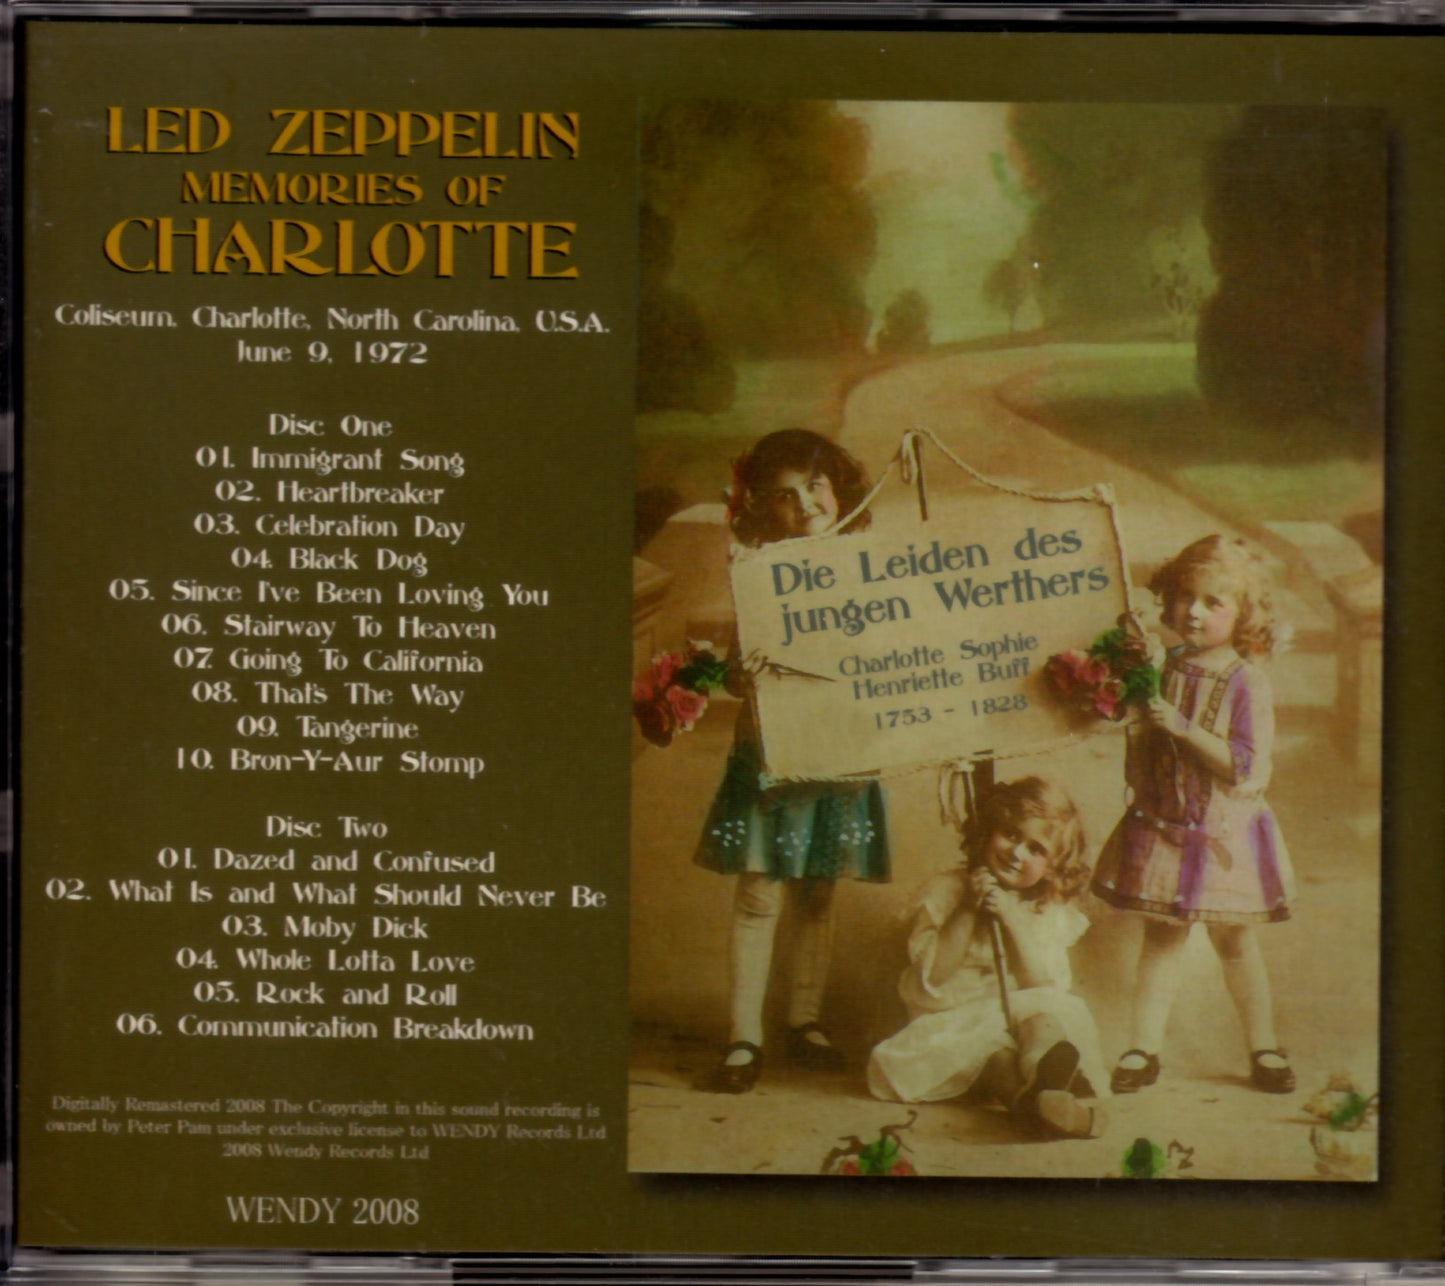 LED ZEPPELIN
MEMORIES OF
CHARLOTTE
Coliseum, Charlotte, North Carolina, U.S.A.
June 9, 1972
Disc One
01. Immigrant Song
02. Heartbreaker
03. Celebration Day
04. Black Dog
05. Since I've Been Loving You
06. Stairway To Heaven
07. Going To California
08. That's The Way
09. Tangerine
10. Bron-Y-Aur Stomp
Disc Two
01. Dazed and Confused
02. What Is and What Should Never Be
03. Moby Dick
04. Whole Lotta Love
05. Rock and Roll
06. Communication Breakdown
Digitally Remastered 2008 The Copyright in this sound recording is
owned by Peter Pam under exclusive license to WENDY Records Ltd
2008 Wendy Records Ltd
WENDY 2008
Die Leiden des
jungen Werthers
Charlotte Sophie
Henriette Buff
1753 - 1828